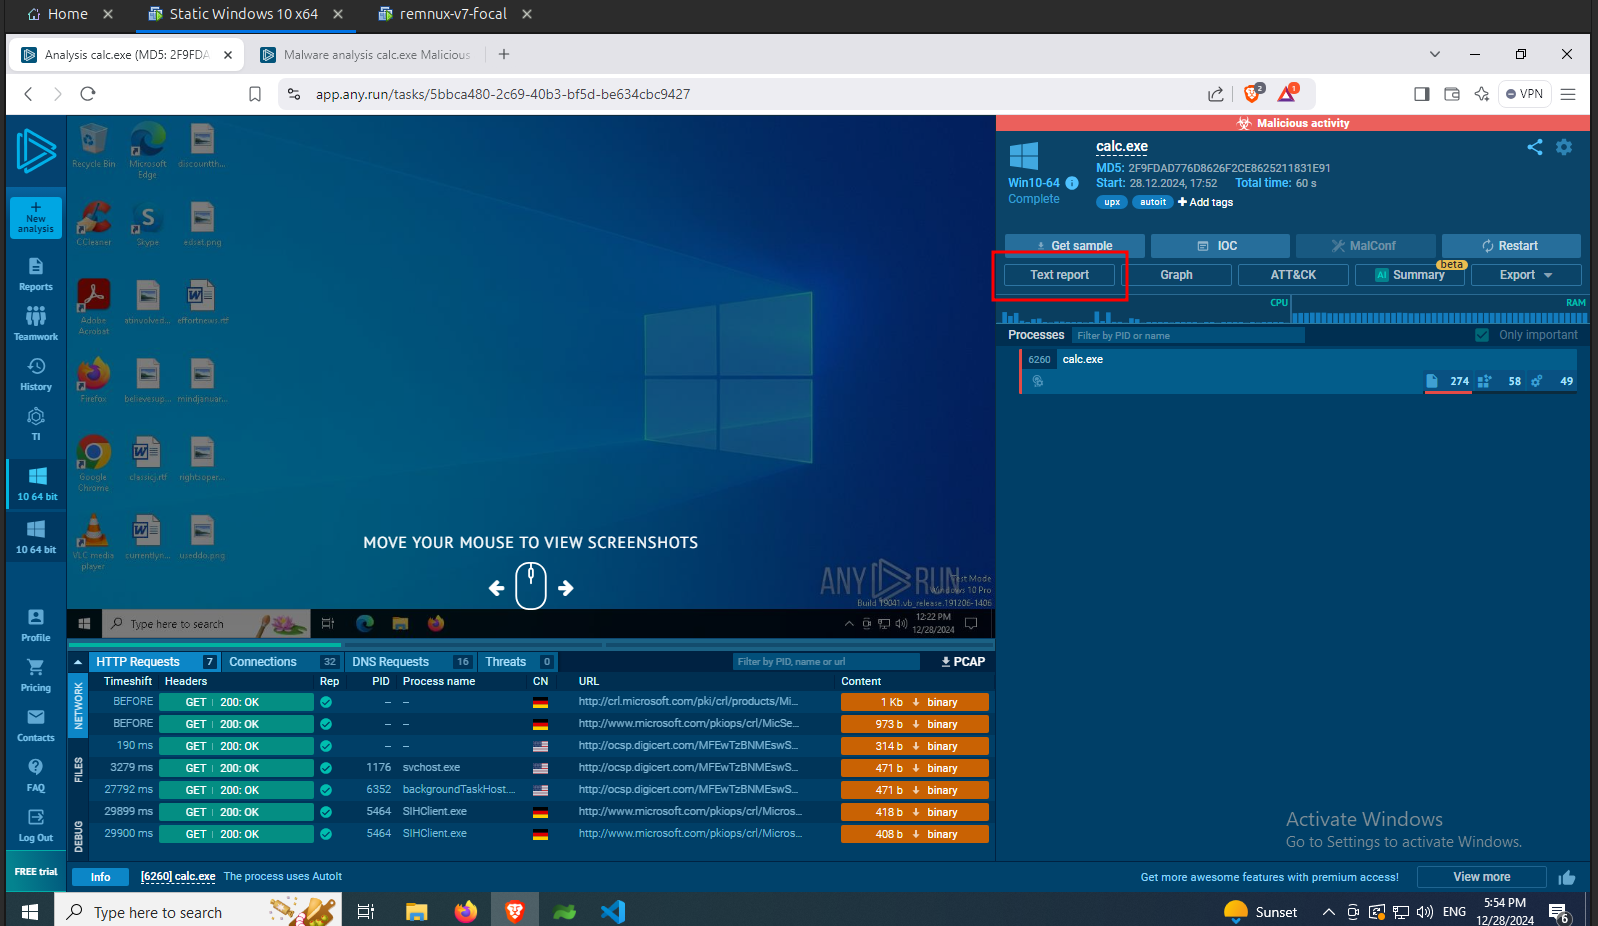 Home
Static Windows 10 x64
remnux-v7-focal
Analysis calc.exe (MD5: 2F9FDA
Malware analysis calc.exe Malicious
app.any.run/tasks/5bbca480-2c69-40b3-bf5d-be634cbc9427
2
1
VPN
New analysis
Reports
Teamwork
History
TI
10 64 bit
10 64 bit
Profile
Pricing
Contacts
FAQ
Log Out
FREE trial
Recycle Bin
Microsoft Edge
discountth...
CCleaner
Skype
edset.png
Adobe Acrobat
atinvolved...
effortnews.rtf
Firefox
believesup...
mindjanuar...
Google Chrome
classicj.rtf
rightsoper...
VLC media player
currentlyn...
useddo.png
MOVE YOUR MOUSE TO VIEW SCREENSHOTS
ANY RUN
Test Mode
Windows 10 Pro
Build 19041.vb_release.191206-1406
Type here to search
12:22 PM
12/28/2024
Malicious activity
calc.exe
MD5: 2F9FDAD776D8626F2CE8625211831E91
Win10-64
Start: 28.12.2024, 17:52 Total time: 60 s
Complete
upx autoit Add tags
Get sample IOC MalConf Restart
Text report Graph ATT&CK AI Summary beta Export
CPU RAM
Processes Filter by PID or name Only important
6260 calc.exe
274 58 49
HTTP Requests 7 Connections 32 DNS Requests 16 Threats 0 Filter by PID, name or url PCAP
NETWORK
FILES
DEBUG
Timeshift Headers Rep PID Process name CN URL Content
BEFORE GET 200: OK – – http://crl.microsoft.com/pki/crl/products/Mi... 1 Kb binary
BEFORE GET 200: OK – – http://www.microsoft.com/pkiops/crl/MicSe... 973 b binary
190 ms GET 200: OK – – http://ocsp.digicert.com/MFEwTzBNMEswS... 314 b binary
3279 ms GET 200: OK 1176 svchost.exe http://ocsp.digicert.com/MFEwTzBNMEswS... 471 b binary
27792 ms GET 200: OK 6352 backgroundTaskHost.... http://ocsp.digicert.com/MFEwTzBNMEswS... 471 b binary
29899 ms GET 200: OK 5464 SIHClient.exe http://www.microsoft.com/pkiops/crl/Micros... 418 b binary
29900 ms GET 200: OK 5464 SIHClient.exe http://www.microsoft.com/pkiops/crl/Micros... 408 b binary
Activate Windows
Go to Settings to activate Windows.
Info [6260] calc.exe The process uses AutoIt
Get more awesome features with premium access! View more
Type here to search
Sunset
ENG
5:54 PM
12/28/2024
6